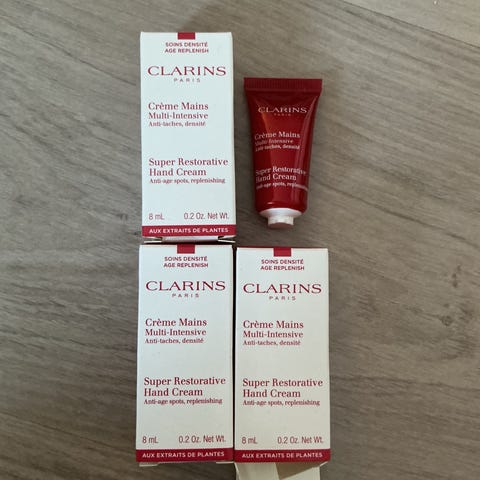 SOINS DENSITÉ
AGE REPLENISH
CLARINS
PARIS
Crème Mains
Multi-Intensive
Anti-taches, densité
Super Restorative
Hand Cream
Anti-age spots, replenishing
8 mL 0.2 Oz. Net Wt.
AUX EXTRAITS DE PLANTES
CLARINS
PARIS
Crème Mains
Multi-Intensive
Anti-taches, densité
Super Restorative
Hand Cream
Anti-age spots, replenishing
SOINS DENSITÉ
AGE REPLENISH
CLARINS
PARIS
Crème Mains
Multi-Intensive
Anti-taches, densité
Super Restorative
Hand Cream
Anti-age spots, replenishing
8 mL 0.2 Oz. Net Wt.
AUX EXTRAITS DE PLANTES
SOINS DENSITÉ
AGE REPLENISH
CLARINS
PARIS
Crème Mains
Multi-Intensive
Anti-taches, densité
Super Restorative
Hand Cream
Anti-age spots, replenishing
8 mL 0.2 Oz. Net Wt.
AUX EXTRAITS DE PLANTES